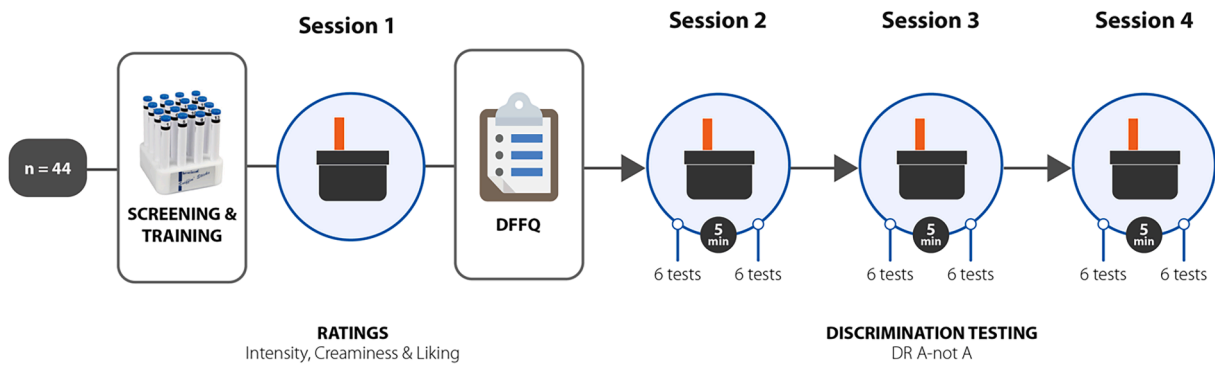 Session 1
Session 2
Session 3
Session 4
n = 44
SCREENING &
TRAINING
DFFQ
5
min
6 tests
6 tests
5
min
6 tests
6 tests
5
min
6 tests
6 tests
RATINGS
Intensity, Creaminess & Liking
DISCRIMINATION TESTING
DR A-not A